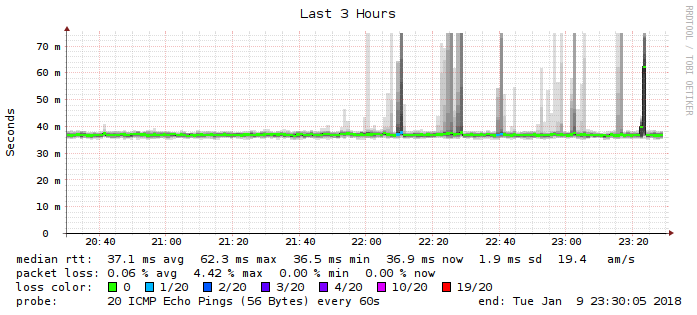 Last 3 Hours
RRDTOOL / TOBI OETIKER
Seconds
70 m
60 m
50 m
40 m
30 m
20 m
10 m
0
20:40 21:00 21:20 21:40 22:00 22:20 22:40 23:00 23:20
median rtt: 37.1 ms avg 62.3 ms max 36.5 ms min 36.9 ms now 1.9 ms sd 19.4 am/s
packet loss: 0.06 % avg 4.42 % max 0.00 % min 0.00 % now
loss color: 0 1/20 2/20 3/20 4/20 10/20 19/20
probe: 20 ICMP Echo Pings (56 Bytes) every 60s end: Tue Jan 9 23:30:05 2018